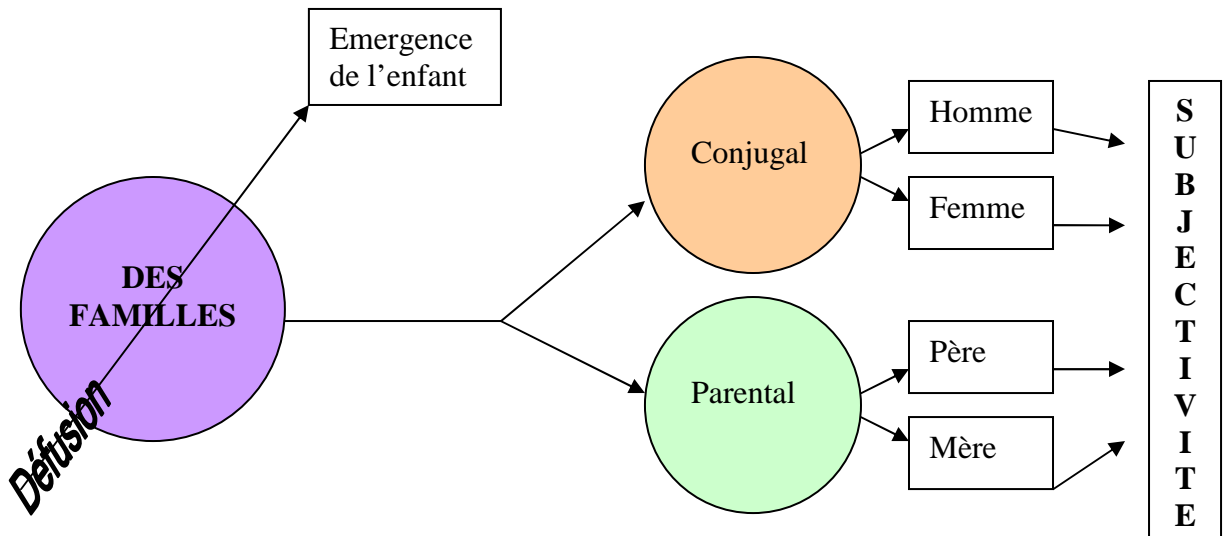 Emergence
de l’enfant
DES
FAMILLES
Défusion
Conjugal
Homme
Femme
Parental
Père
Mère
S
U
B
J
E
C
T
I
V
I
T
E